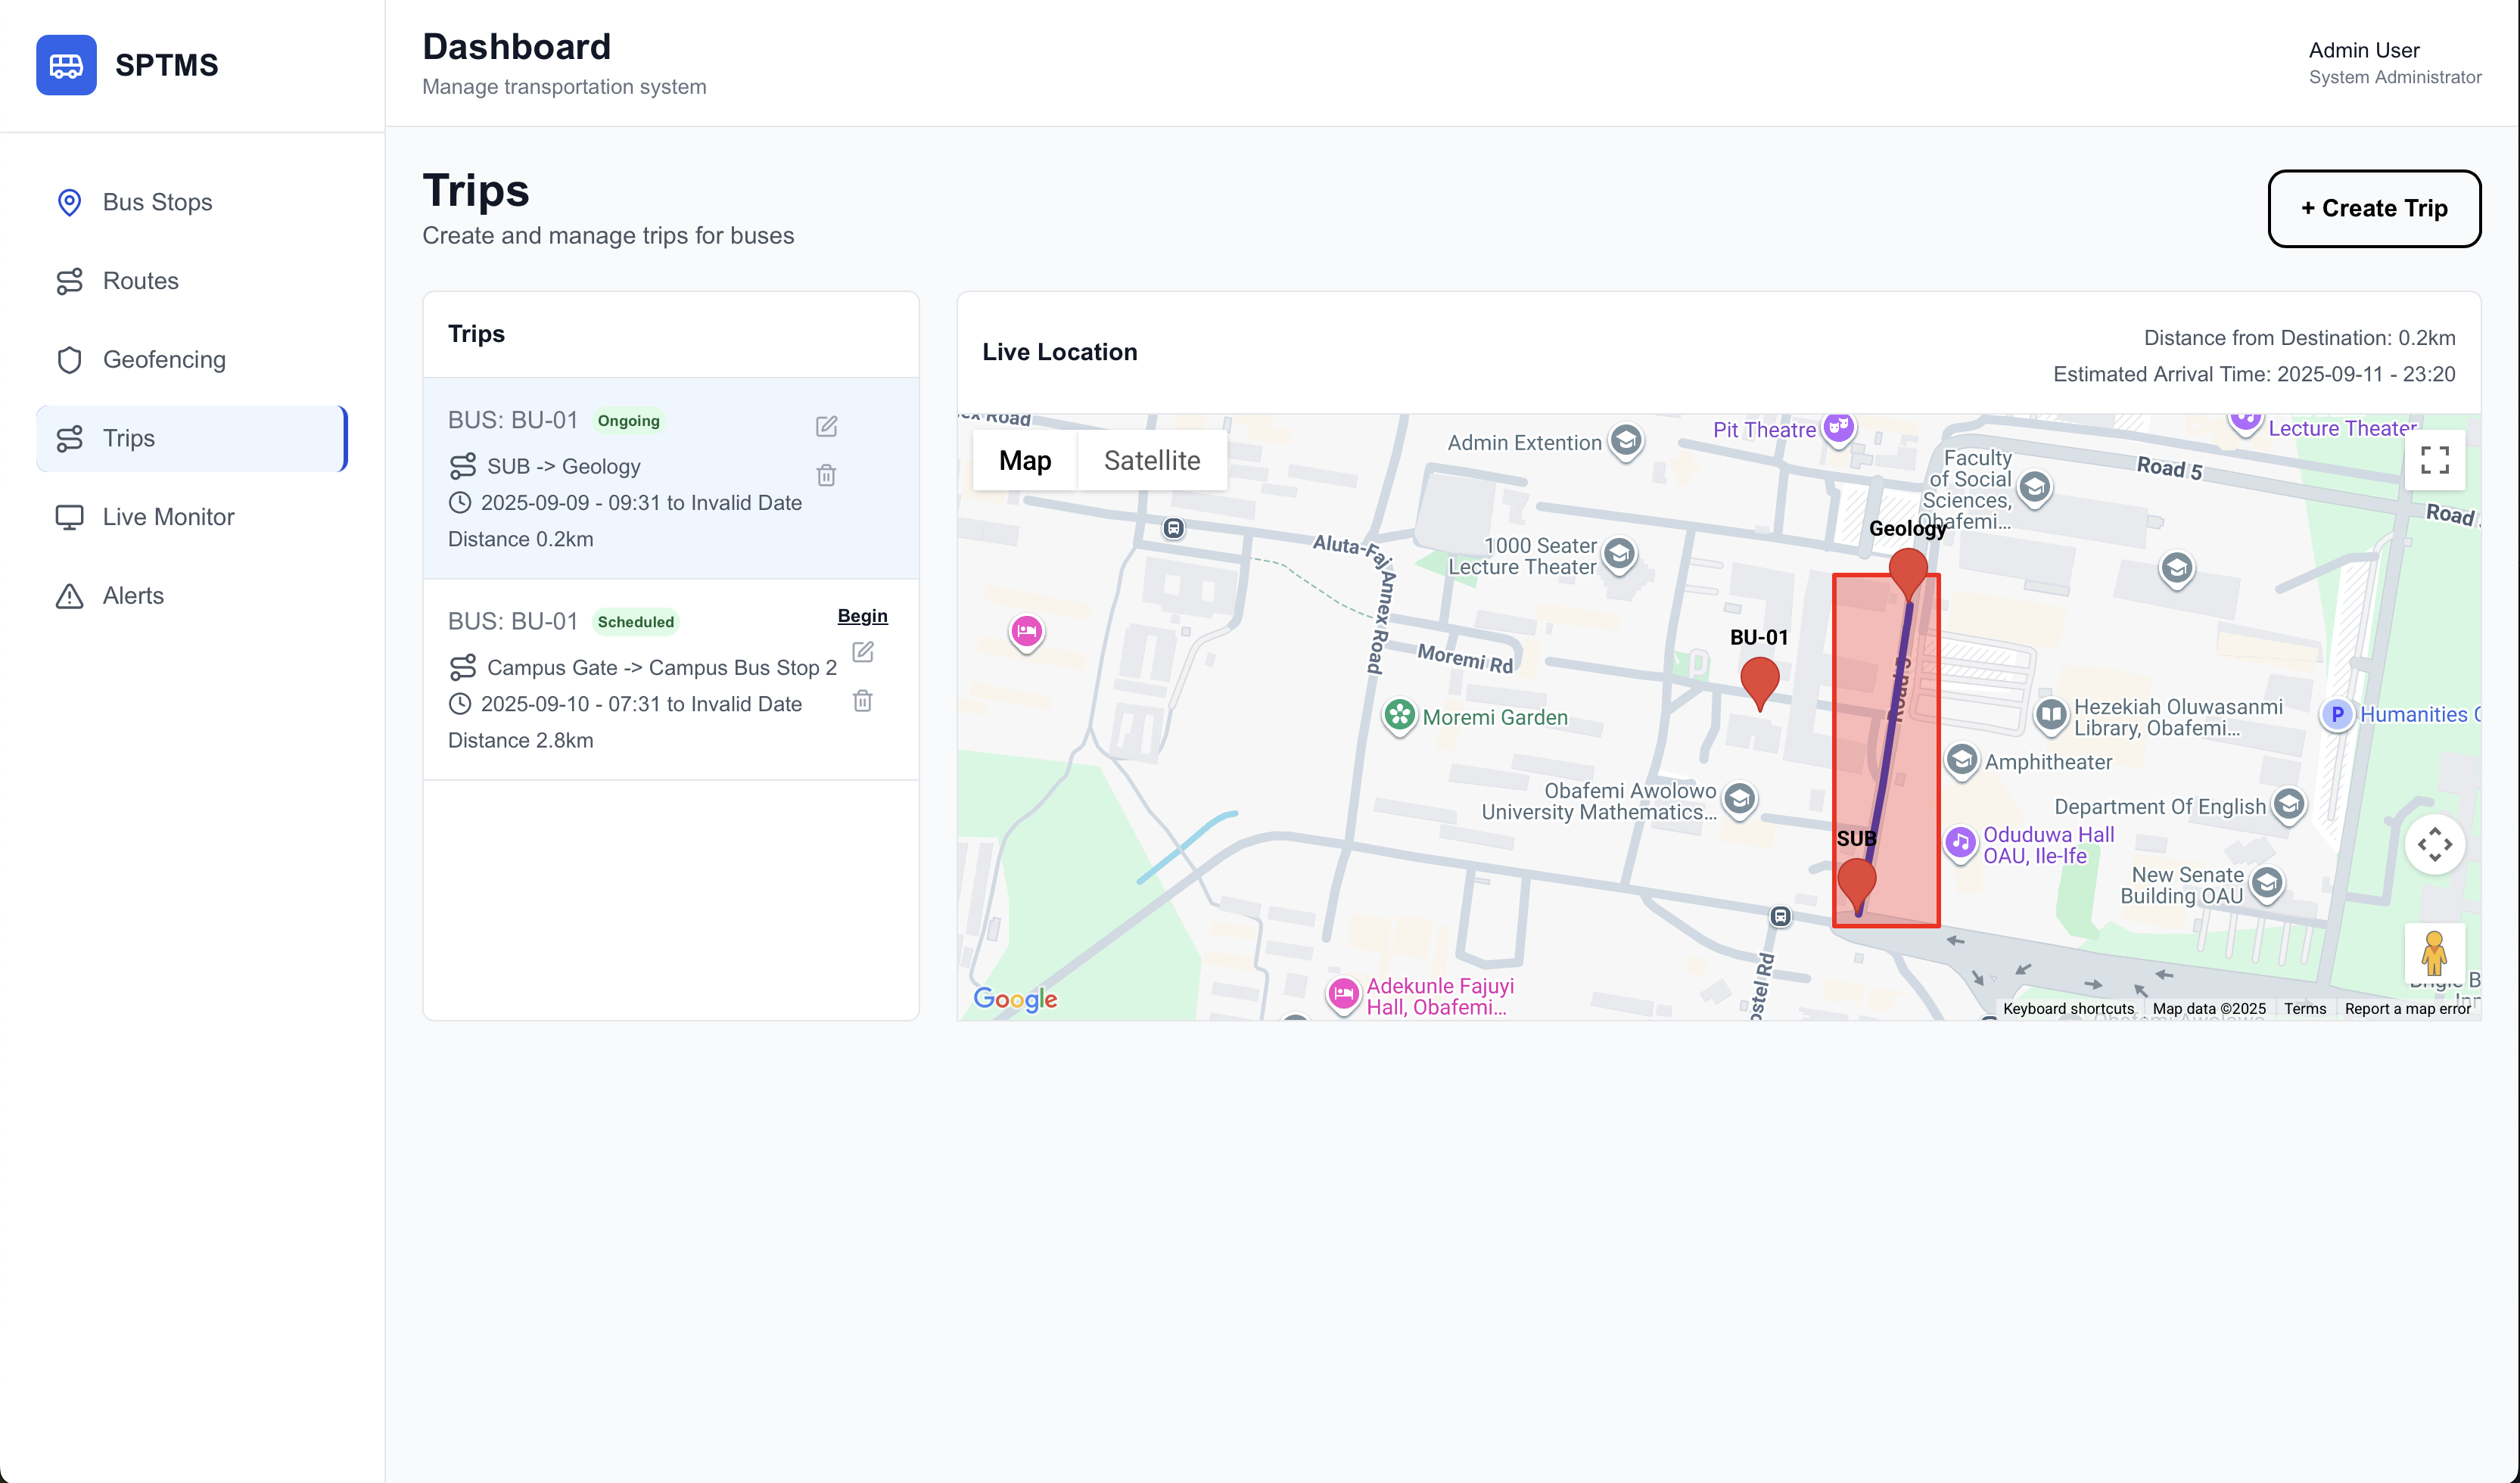 SPTMS
Dashboard
Manage transportation system
Admin User
System Administrator
Bus Stops
Routes
Geofencing
Trips
Live Monitor
Alerts
Trips
Create and manage trips for buses
+ Create Trip
Trips
BUS: BU-01 Ongoing
SUB -> Geology
2025-09-09 - 09:31 to Invalid Date
Distance 0.2km
BUS: BU-01 Scheduled Begin
Campus Gate -> Campus Bus Stop 2
2025-09-10 - 07:31 to Invalid Date
Distance 2.8km
Live Location
Distance from Destination: 0.2km
Estimated Arrival Time: 2025-09-11 - 23:20
Map Satellite
Road
Admin Extention
Pit Theatre
Lecture Theater
Road 5
Road
Faculty
of Social
Sciences,
Obafemi...
Geology
Aluta-Faj
Annex Road
1000 Seater
Lecture Theater
Moremi Rd
BU-01
P
Road 5
Moremi Garden
Hezekiah Oluwasanmi
Library, Obafemi...
P
Humanities
Amphitheater
Obafemi Awolowo
University Mathematics...
Department Of English
SUB
Oduduwa Hall
OAU, Ile-Ife
New Senate
Building OAU
Adekunle Fajuyi
Hall, Obafemi...
Google
Keyboard shortcuts Map data ©2025 Terms Report a map error